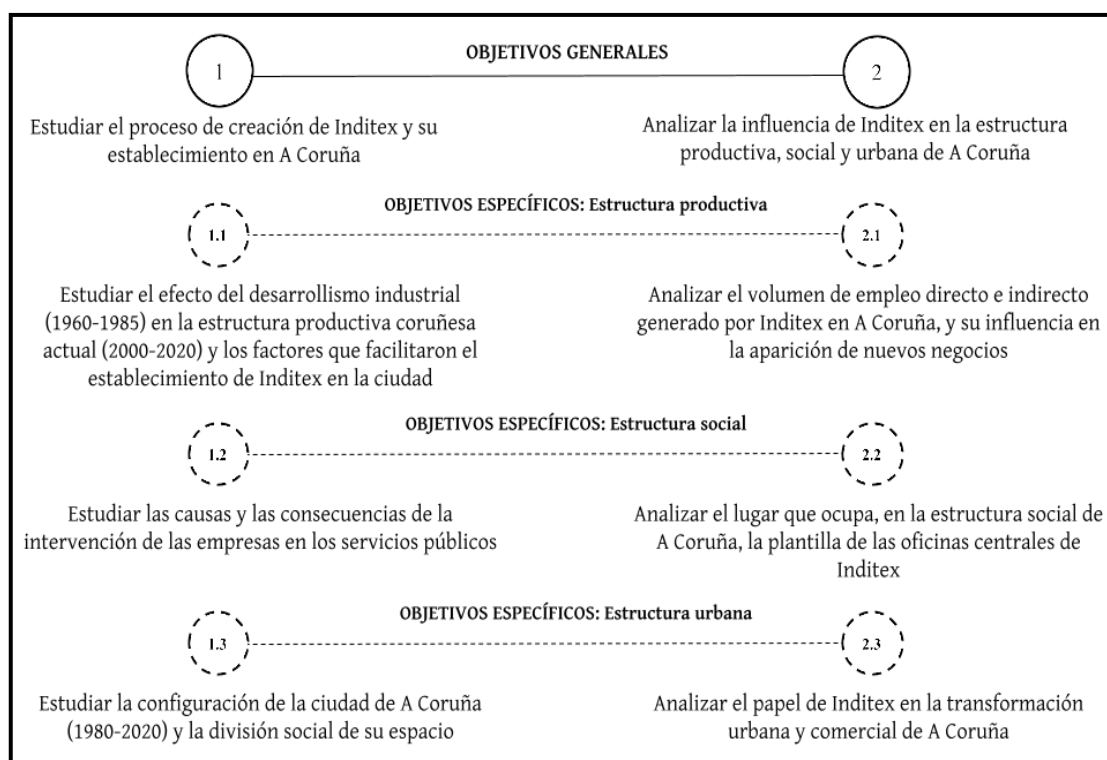 OBJETIVOS GENERALES
1
2
Estudiar el proceso de creación de Inditex y su
establecimiento en A Coruña
Analizar la influencia de Inditex en la estructura
productiva, social y urbana de A Coruña
OBJETIVOS ESPECÍFICOS: Estructura productiva
1.1
2.1
Estudiar el efecto del desarrollismo industrial
(1960-1985) en la estructura productiva coruñesa
actual (2000-2020) y los factores que facilitaron el
establecimiento de Inditex en la ciudad
Analizar el volumen de empleo directo e indirecto
generado por Inditex en A Coruña, y su influencia en
la aparición de nuevos negocios
OBJETIVOS ESPECÍFICOS: Estructura social
1.2
2.2
Estudiar las causas y las consecuencias de la
intervención de las empresas en los servicios públicos
Analizar el lugar que ocupa, en la estructura social de
A Coruña, la plantilla de las oficinas centrales de
Inditex
OBJETIVOS ESPECÍFICOS: Estructura urbana
1.3
2.3
Estudiar la configuración de la ciudad de A Coruña
(1980-2020) y la división social de su espacio
Analizar el papel de Inditex en la transformación
urbana y comercial de A Coruña